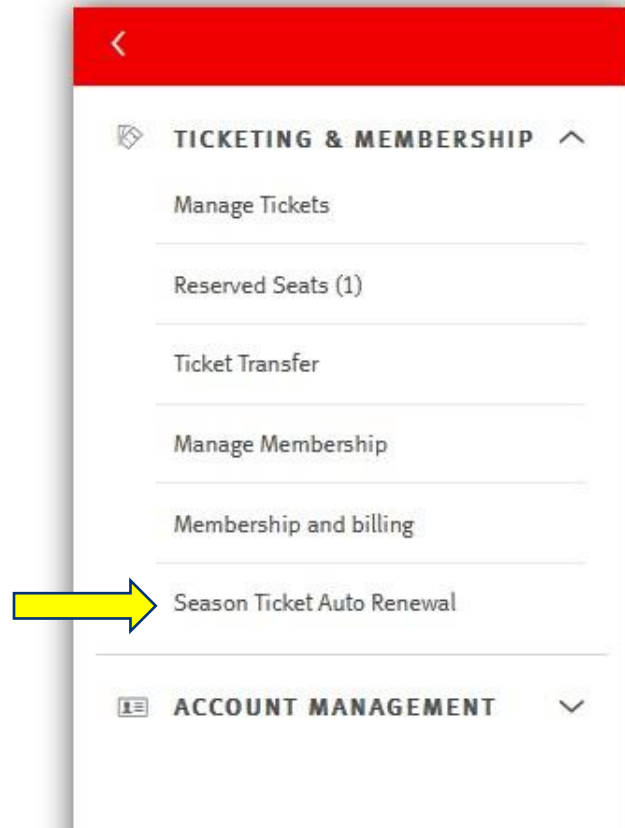 TICKETING & MEMBERSHIP
Manage Tickets
Reserved Seats (1)
Ticket Transfer
Manage Membership
Membership and billing
Season Ticket Auto Renewal
ACCOUNT MANAGEMENT